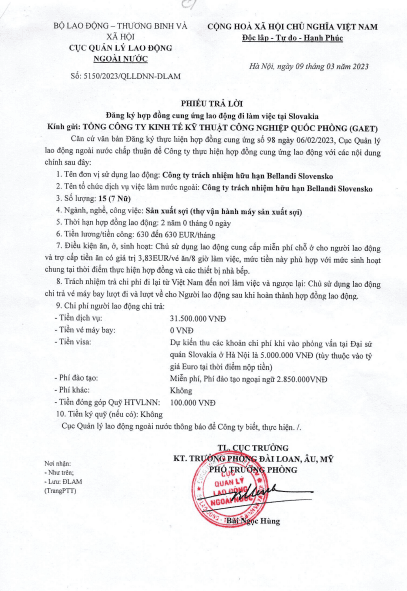 BỘ LAO ĐỘNG – THƯƠNG BINH VÀ
XÃ HỘI
CỤC QUẢN LÝ LAO ĐỘNG
NGOÀI NƯỚC
Số: 5150/2023/QLLDNN-DLAM
CỘNG HOÀ XÃ HỘI CHỦ NGHĨA VIỆT NAM
Độc lập - Tự do - Hạnh Phúc
Hà Nội, ngày 09 tháng 03 năm 2023
PHIẾU TRẢ LỜI
Đăng ký hợp đồng cung ứng lao động đi làm việc tại Slovakia
Kính gửi: TỔNG CÔNG TY KINH TẾ KỸ THUẬT CÔNG NGHIỆP QUỐC PHÒNG (GAET)
Căn cứ văn bản Đăng ký thực hiện hợp đồng cung ứng số 98 ngày 06/02/2023, Cục Quản
lý lao động ngoài nước chấp thuận để Công ty thực hiện hợp đồng cung ứng lao động với các nội dung
chính sau đây:
1. Tên đơn vị sử dụng lao động: Công ty trách nhiệm hữu hạn Bellandi Slovensko
2. Tên tổ chức dịch vụ việc làm nước ngoài: Công ty trách nhiệm hữu hạn Bellandi Slovensko
3. Số lượng: 15 (7 Nữ)
4. Ngành, nghề, công việc: Sản xuất sợi (thợ vận hành máy sản xuất sợi)
5. Thời hạn hợp đồng lao động: 2 năm 0 tháng 0 ngày
6. Tiền lương/tiền công: 630 đến 630 EUR/tháng
7. Điều kiện ăn, ở, sinh hoạt: Chủ sử dụng lao động cung cấp miễn phí chỗ ở cho người lao động
và trợ cấp tiền ăn có giá trị 3,83EUR/vé ăn/8 giờ làm việc, mức tiền này phù hợp với mức sinh hoạt
chung tại thời điểm thực hiện hợp đồng và các thiết bị nhà bếp.
8. Trách nhiệm trả chi phí đi lại từ Việt Nam đến nơi làm việc và ngược lại: Chủ sử dụng lao động
chi trả vé máy bay lượt đi và lượt về cho Người lao động sau khi hoàn thành hợp đồng lao động.
9. Chi phí người lao động chi trả:
- Tiền dịch vụ: 31.500.000 VNĐ
- Tiền vé máy bay: 0 VNĐ
- Tiền visa: Dự kiến thu các khoản chi phí khi vào phỏng vấn tại Đại sứ
quán Slovakia ở Hà Nội là 5.000.000 VNĐ (tùy thuộc vào tỷ
giá Euro tại thời điểm nộp tiền)
- Phí đào tạo: Miễn phí, Phí đào tạo ngoại ngữ 2.850.000VNĐ
- Phí khác: Không
- Tiền đóng góp Quỹ HTVLNN: 100.000 VNĐ
10. Tiền ký quỹ (nếu có): Không
Cục Quản lý lao động ngoài nước thông báo để Công ty biết, thực hiện. /.
TL. CỤC TRƯỞNG
KT. TRƯỞNG PHÒNG ĐÀI LOAN, ÂU, MỸ
PHÓ TRƯỞNG PHÒNG
Nơi nhận:
- Như trên;
- Lưu: ĐLAM
(TrangPTT)
CỤC
QUẢN LÝ
LAO ĐỘNG
NGOÀI NƯỚC
Bùi Ngọc Hùng